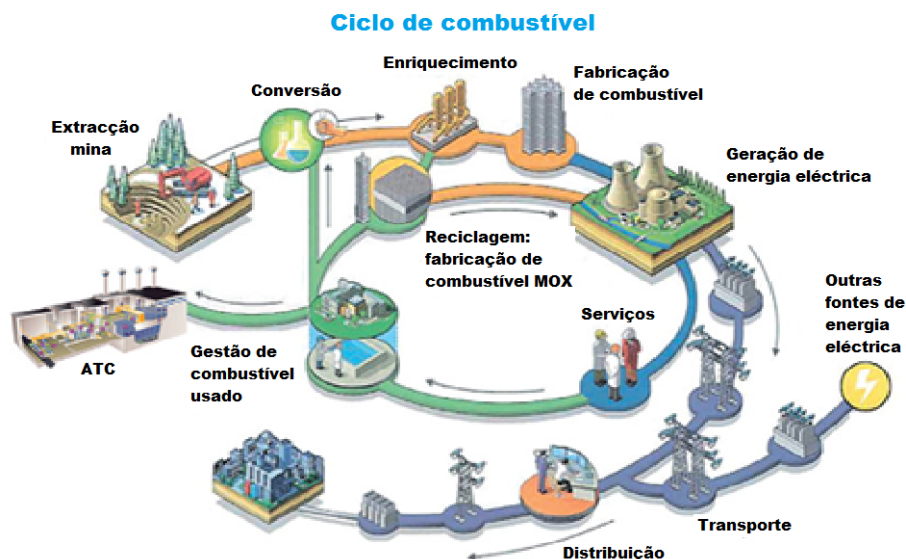 Ciclo de combustível
Enriquecimento
Fabricação
de combustível
Conversão
Extracção
mina
Geração de
energia eléctrica
Reciclagem:
fabricação de
combustível MOX
Outras
fontes de
energia
eléctrica
Serviços
Gestão de
combustível
usado
ATC
Transporte
Distribuição